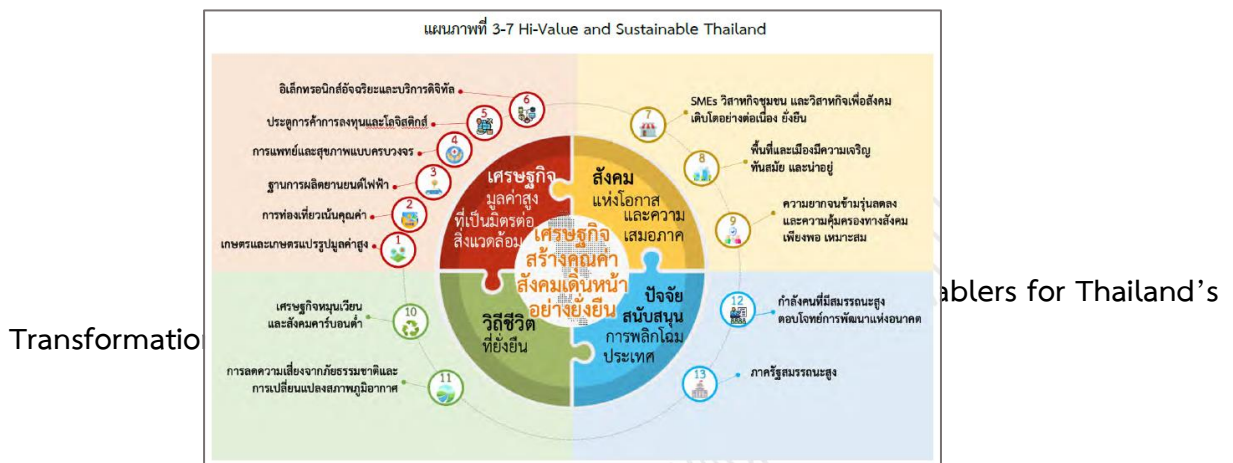 แผนภาพที่ 3-7 Hi-Value and Sustainable Thailand
อิเล็กทรอนิกส์อัจฉริยะและบริการดิจิทัล
6
ประตูการค้าการลงทุนและโลจิสติกส์
5
การแพทย์และสุขภาพแบบครบวงจร
4
ฐานการผลิตยานยนต์ไฟฟ้า
3
การท่องเที่ยวเน้นคุณค่า
2
เกษตรและเกษตรแปรรูปมูลค่าสูง
1
เศรษฐกิจ
มูลค่าสูง
ที่เป็นมิตรต่อ
สิ่งแวดล้อม
สังคม
แห่งโอกาส
และความ
เสมอภาค
7
SMEs วิสาหกิจชุมชน และวิสาหกิจเพื่อสังคม
เติบโตอย่างต่อเนื่อง ยั่งยืน
8
พื้นที่และเมืองมีความเจริญ
ทันสมัย และน่าอยู่
9
ความยากจนข้ามรุ่นลดลง
และความคุ้มครองทางสังคม
เพียงพอ เหมาะสม
เศรษฐกิจ
สร้างคุณค่า
สังคมเดินหน้า
อย่างยั่งยืน
เศรษฐกิจหมุนเวียน
และสังคมคาร์บอนต่ำ
10
การลดความเสี่ยงจากภัยธรรมชาติและ
การเปลี่ยนแปลงสภาพภูมิอากาศ
11
วิถีชีวิต
ที่ยั่งยืน
ปัจจัย
สนับสนุน
การพลิกโฉม
ประเทศ
12
กำลังคนที่มีสมรรถนะสูง
ตอบโจทย์การพัฒนาแห่งอนาคต
13
ภาครัฐสมรรถนะสูง
ablers for Thailand's
Transformatio